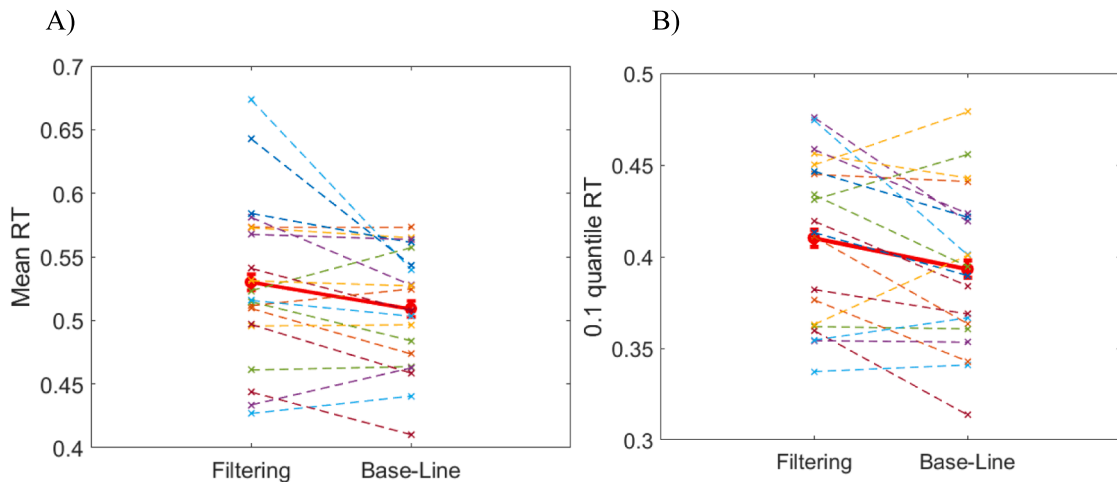 A)
Mean RT
0.7
0.65
0.6
0.55
0.5
0.45
0.4
Filtering
Base-Line
B)
0.1 quantile RT
0.5
0.45
0.4
0.35
0.3
Filtering
Base-Line